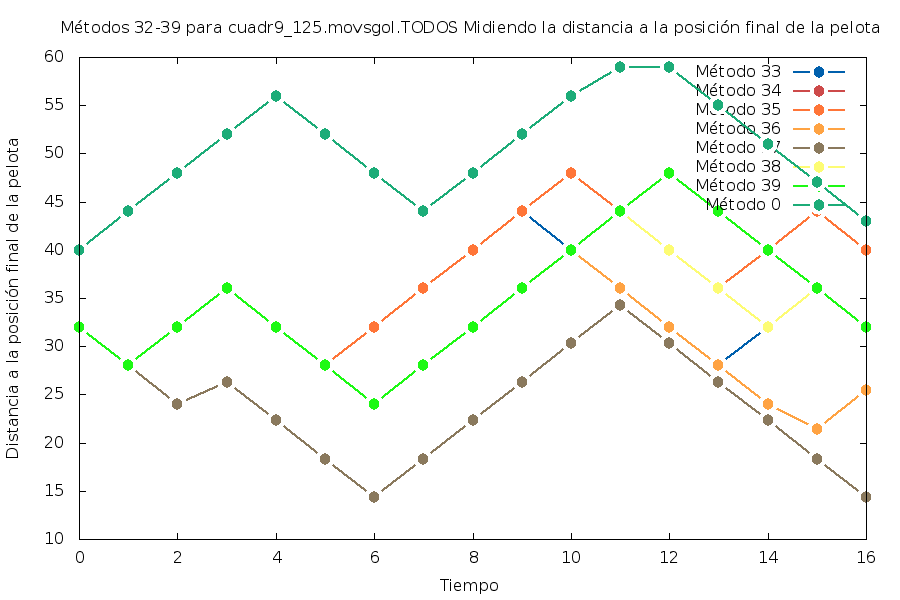 Métodos 32-39 para cuadr9_125.movsgol.TODOS Midiendo la distancia a la posición final de la pelota
60
55
50
45
40
35
30
25
20
15
10
Distancia a la posición final de la pelota
Método 33
Método 34
Método 35
Método 36
Método 7
Método 38
Método 39
Método 0
0 2 4 6 8 10 12 14 16
Tiempo